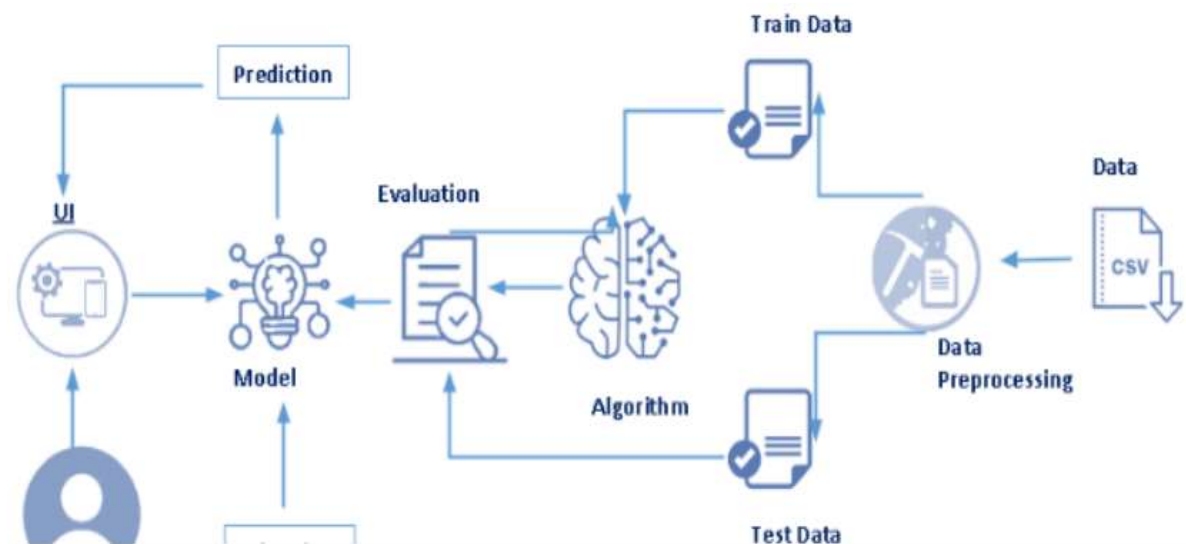 Train Data
Prediction
Data
Evaluation
UI
CSV
Data
Preprocessing
Model
Algorithm
Test Data